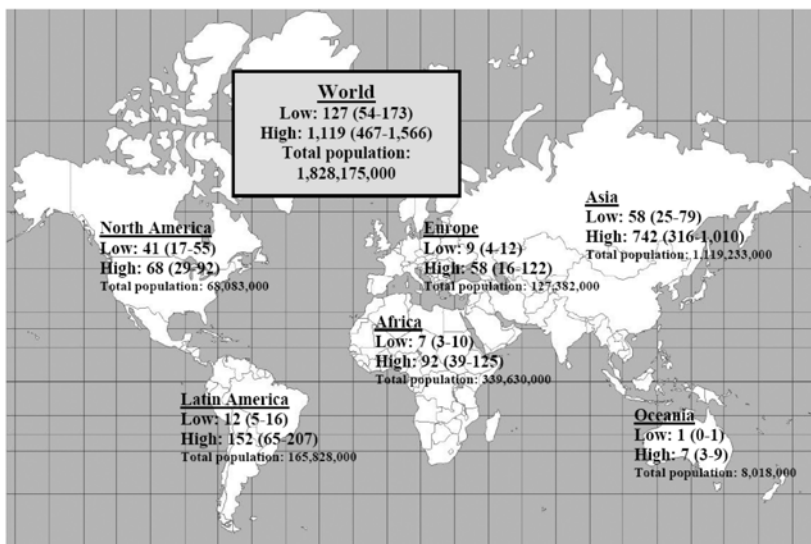 World
Low: 127 (54-173)
High: 1,119 (467-1,566)
Total population:
1,828,175,000
North America
Low: 41 (17-55)
High: 68 (29-92)
Total population: 68,083,000
Europe
Low: 9 (4-12)
High: 58 (16-122)
Total population: 127,382,000
Asia
Low: 58 (25-79)
High: 742 (316-1,010)
Total population: 1,119,233,000
Africa
Low: 7 (3-10)
High: 92 (39-125)
Total population: 339,630,000
Latin America
Low: 12 (5-16)
High: 152 (65-207)
Total population: 165,828,000
Oceania
Low: 1 (0-1)
High: 7 (3-9)
Total population: 8,018,000